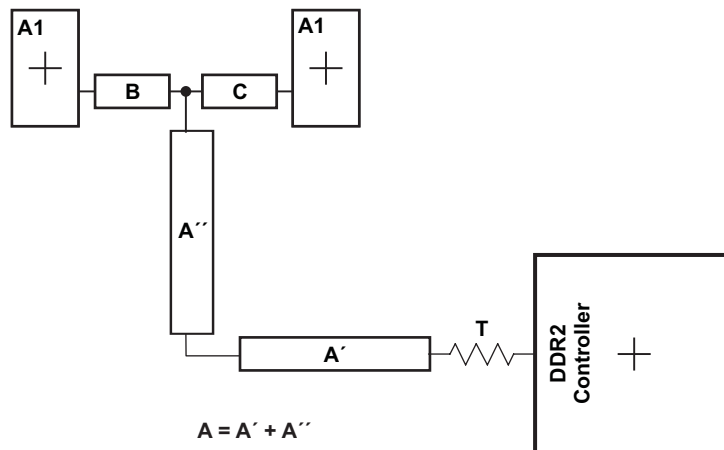 A1
A1
B
C
A´´
T
A´
DDR2
Controller
A = A´ + A´´